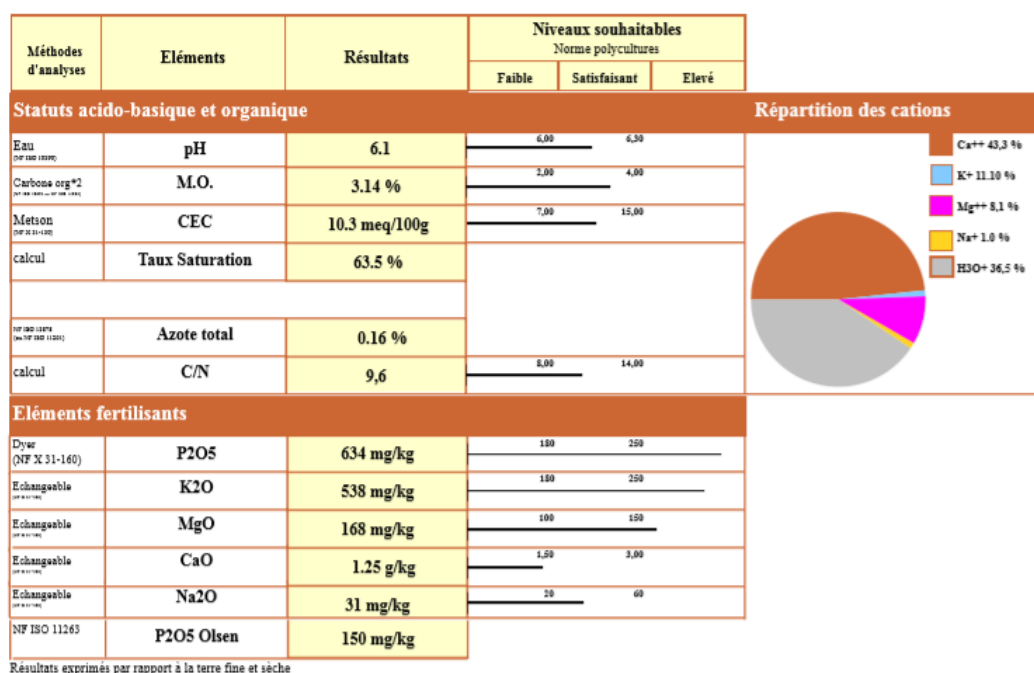 Méthodes d'analyses Eléments Résultats Niveaux souhaitables
Norme polycultures
Faible Satisfaisant Elevé
Statuts acido-basique et organique Répartition des cations
Eau pH 6.1 6,00 6,50
Carbone org*2 M.O. 3.14 % 2,00 4,00
Metson CEC 10.3 meq/100g 7,00 15,00
(NF X 31-130)
calcul Taux Saturation 63.5 %
Azote total 0.16 %
calcul C/N 9,6 8,00 14,00
Ca++ 43,3 %
K+ 11.10 %
Mg++ 8,1 %
Na+ 1.0 %
H3O+ 36,5 %
Eléments fertilisants
Dyer P2O5 634 mg/kg 180 250
(NF X 31-160)
Echangeable K2O 538 mg/kg 180 250
Echangeable MgO 168 mg/kg 100 150
Echangeable CaO 1.25 g/kg 1,50 3,00
Echangeable Na2O 31 mg/kg 20 60
NF ISO 11263 P2O5 Olsen 150 mg/kg
Résultats exprimés par rapport à la terre fine et sèche